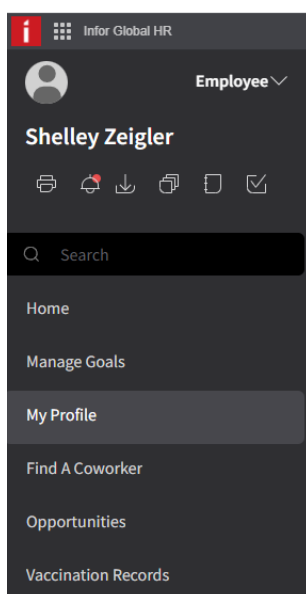 Infor Global HR
Employee
Shelley Zeigler
Search
Home
Manage Goals
My Profile
Find A Coworker
Opportunities
Vaccination Records